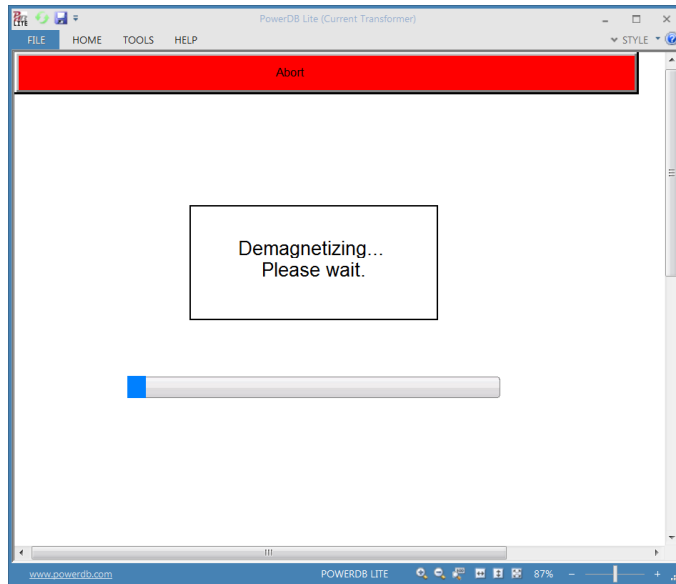 LITE
PowerDB Lite (Current Transformer)
FILE HOME TOOLS HELP
STYLE
Abort
Demagnetizing...
Please wait.
www.powerdb.com
POWERDB LITE
87%